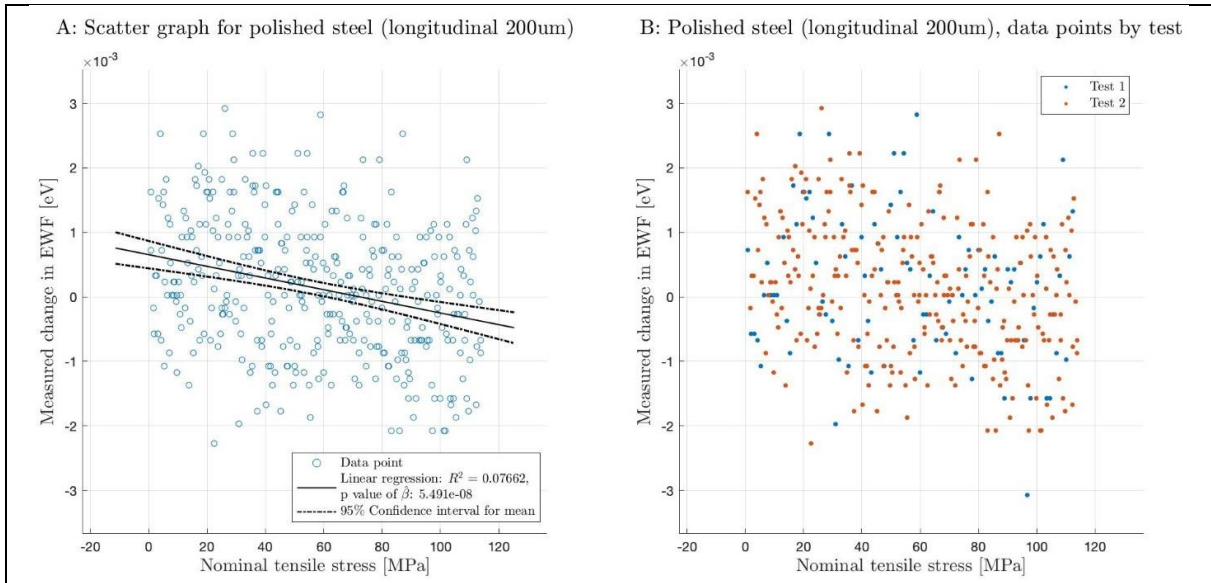 A: Scatter graph for polished steel (longitudinal 200um)
×10⁻³
3
2
1
0
-1
-2
-3
Measured change in EWF [eV]
Data point
Linear regression: R² = 0.07662,
p value of β̂: 5.491e-08
95% Confidence interval for mean
-20 0 20 40 60 80 100 120
Nominal tensile stress [MPa]
B: Polished steel (longitudinal 200um), data points by test
×10⁻³
3
2
1
0
-1
-2
-3
Measured change in EWF [eV]
Test 1
Test 2
-20 0 20 40 60 80 100 120
Nominal tensile stress [MPa]